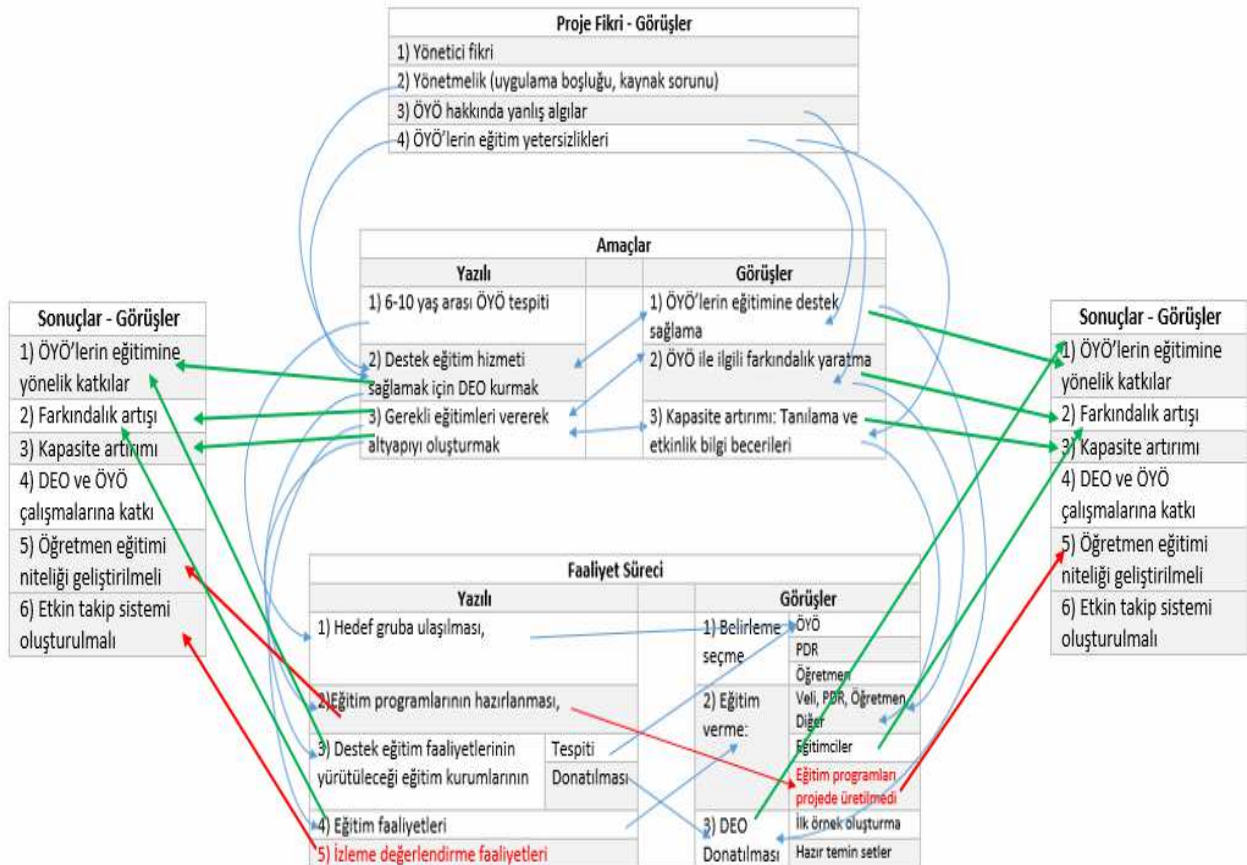 Proje Fikri - Görüşler
1) Yönetici fikri
2) Yönetmelik (uygulama boşluğu, kaynak sorunu)
3) ÖYÖ hakkında yanlış algılar
4) ÖYÖ'lerin eğitim yetersizlikleri
Amaçlar
Yazılı
Görüşler
1) 6-10 yaş arası ÖYÖ tespiti
1) ÖYÖ'lerin eğitimine destek
sağlama
2) Destek eğitim hizmeti
sağlamak için DEO kurmak
2) ÖYÖ ile ilgili farkındalık yaratma
3) Gerekli eğitimleri vererek
altyapıyı oluşturmak
3) Kapasite artırımı: Tanılama ve
etkinlik bilgi becerileri
Sonuçlar - Görüşler
1) ÖYÖ'lerin eğitimine
yönelik katkılar
2) Farkındalık artışı
3) Kapasite artırımı
4) DEO ve ÖYÖ
çalışmalarına katkı
5) Öğretmen eğitimi
niteliği geliştirilmeli
6) Etkin takip sistemi
oluşturulmalı
Sonuçlar - Görüşler
1) ÖYÖ'lerin eğitimine
yönelik katkılar
2) Farkındalık artışı
3) Kapasite artırımı
4) DEO ve ÖYÖ
çalışmalarına katkı
5) Öğretmen eğitimi
niteliği geliştirilmeli
6) Etkin takip sistemi
oluşturulmalı
Faaliyet Süreci
Yazılı
Görüşler
1) Hedef gruba ulaşılması,
1) Belirleme
seçme
ÖYÖ
PDR
Öğretmen
2)Eğitim programlarının hazırlanması,
2) Eğitim
verme:
Veli, PDR, Öğretmen
Diğer
Eğitimciler
3) Destek eğitim faaliyetlerinin
yürütüleceği eğitim kurumlarının
Tespiti
Donatılması
Eğitim programları
projede üretilmedi
4) Eğitim faaliyetleri
3) DEO
Donatılması
İlk örnek oluşturma
5) İzleme değerlendirme faaliyetleri
Hazır temin setler